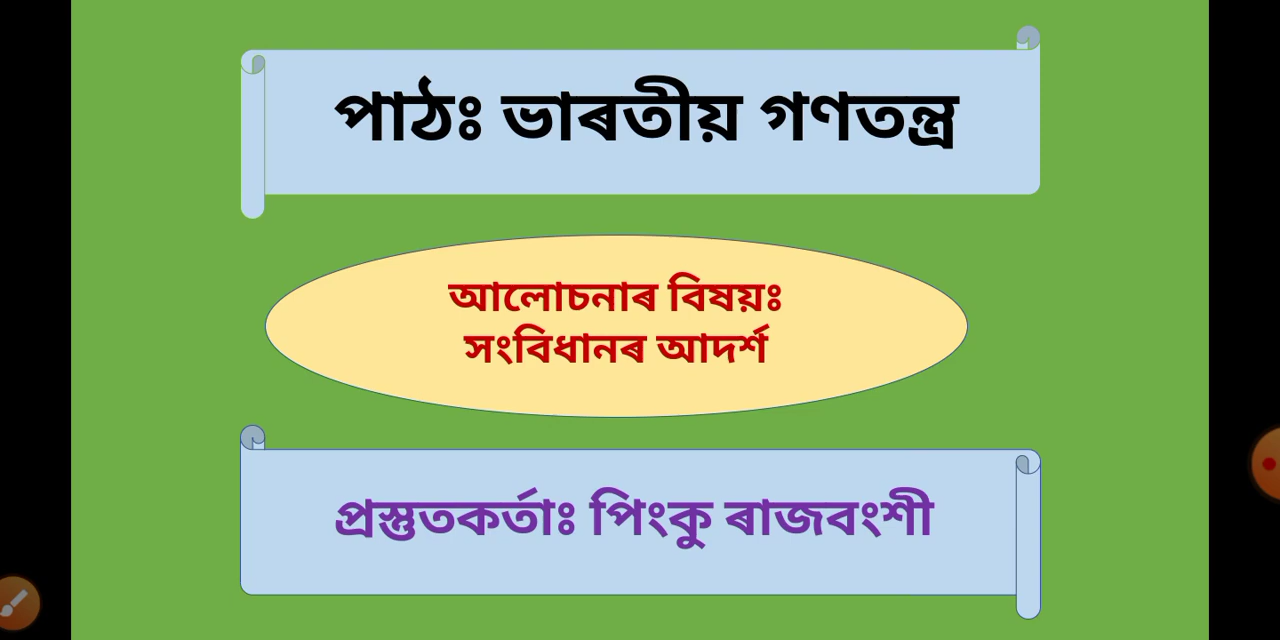 পাঠঃ ভাৰতীয় গণতন্ত্ৰ
আলোচনাৰ বিষয়ঃ
সংবিধানৰ আদৰ্শ
প্ৰস্তুতকৰ্তাঃ পিংকু ৰাজবংশী